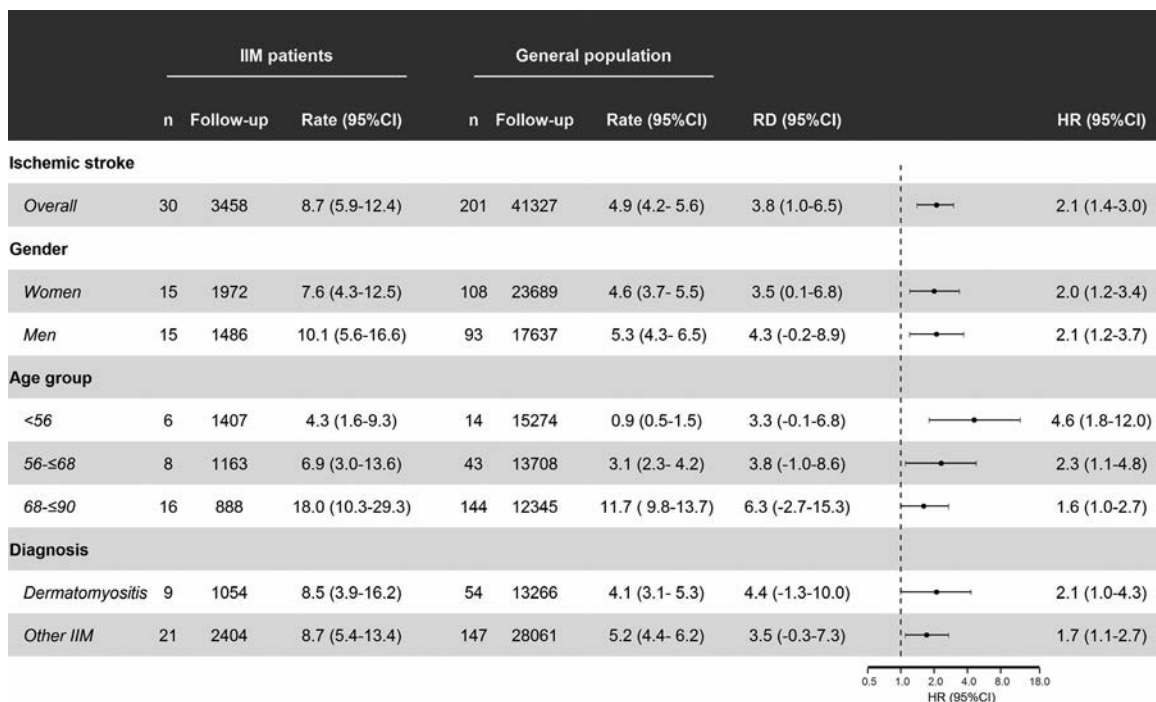 IIM patients General population
n Follow-up Rate (95%CI) n Follow-up Rate (95%CI) RD (95%CI) HR (95%CI)
Ischemic stroke
Overall 30 3458 8.7 (5.9-12.4) 201 41327 4.9 (4.2- 5.6) 3.8 (1.0-6.5) 2.1 (1.4-3.0)
Gender
Women 15 1972 7.6 (4.3-12.5) 108 23689 4.6 (3.7- 5.5) 3.5 (0.1-6.8) 2.0 (1.2-3.4)
Men 15 1486 10.1 (5.6-16.6) 93 17637 5.3 (4.3- 6.5) 4.3 (-0.2-8.9) 2.1 (1.2-3.7)
Age group
<56 6 1407 4.3 (1.6-9.3) 14 15274 0.9 (0.5-1.5) 3.3 (-0.1-6.8) 4.6 (1.8-12.0)
56-≤68 8 1163 6.9 (3.0-13.6) 43 13708 3.1 (2.3- 4.2) 3.8 (-1.0-8.6) 2.3 (1.1-4.8)
68-≤90 16 888 18.0 (10.3-29.3) 144 12345 11.7 ( 9.8-13.7) 6.3 (-2.7-15.3) 1.6 (1.0-2.7)
Diagnosis
Dermatomyositis 9 1054 8.5 (3.9-16.2) 54 13266 4.1 (3.1- 5.3) 4.4 (-1.3-10.0) 2.1 (1.0-4.3)
Other IIM 21 2404 8.7 (5.4-13.4) 147 28061 5.2 (4.4- 6.2) 3.5 (-0.3-7.3) 1.7 (1.1-2.7)
0.5 1.0 2.0 4.0 8.0 18.0
HR (95%CI)